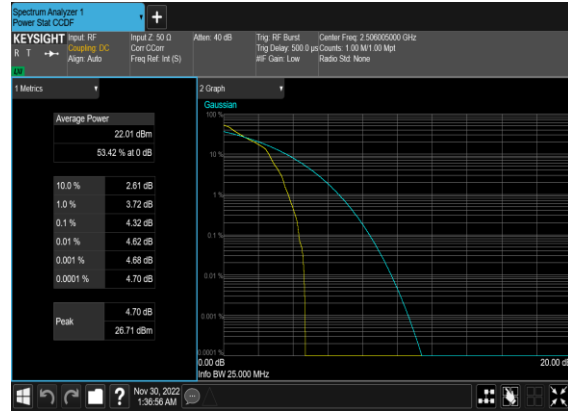 Spectrum Analyzer 1
Power Stat CCDF
KEYSIGHT
R T
LM
Input: RF
Coupling: DC
Align: Auto
Input Z: 50 Ω
Corr CCorr
Freq Ref: Int (S)
Atten: 40 dB
Trig: RF Burst
Trig Delay: 500.0 µs
#IF Gain: Low
Center Freq: 2.506005000 GHz
Counts: 1.00 M/1.00 Mpt
Radio Std: None
1 Metrics
Average Power
22.01 dBm
53.42 % at 0 dB
10.0 % 2.61 dB
1.0 % 3.72 dB
0.1 % 4.32 dB
0.01 % 4.62 dB
0.001 % 4.68 dB
0.0001 % 4.70 dB
Peak
4.70 dB
26.71 dBm
2 Graph
Gaussian
100 %
10 %
1 %
0.1 %
0.01 %
0.001 %
0.0001 %
0.00 dB
20.00 dB
Info BW 25.000 MHz
Nov 30, 2022
1:36:56 AM